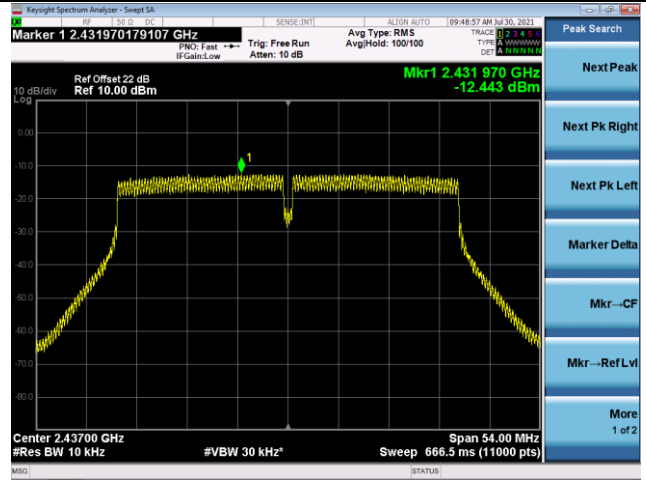 Keysight Spectrum Analyzer - Swept SA
RF 50 Ω DC SENSE:INT ALIGN AUTO 09:48:57 AM Jul 30, 2021
Marker 1 2.431970179107 GHz
PNO: Fast Trig: Free Run Avg Type: RMS TRACE 1 2 3 4 5 6
IFGain:Low Atten: 10 dB Avg|Hold: 100/100 TYPE A WWWWW
DET A N N N N N
Peak Search
Mkr1 2.431 970 GHz
-12.443 dBm
Ref Offset 22 dB
10 dB/div Ref 10.00 dBm
Log
Next Peak
0.00
Next Pk Right
-10.0
1
Next Pk Left
-20.0
-30.0
Marker Delta
-40.0
-50.0
Mkr→CF
-60.0
Mkr→Ref Lvl
-70.0
-80.0
More
1 of 2
Center 2.43700 GHz Span 54.00 MHz
#Res BW 10 kHz #VBW 30 kHz* Sweep 666.5 ms (11000 pts)
MSG STATUS